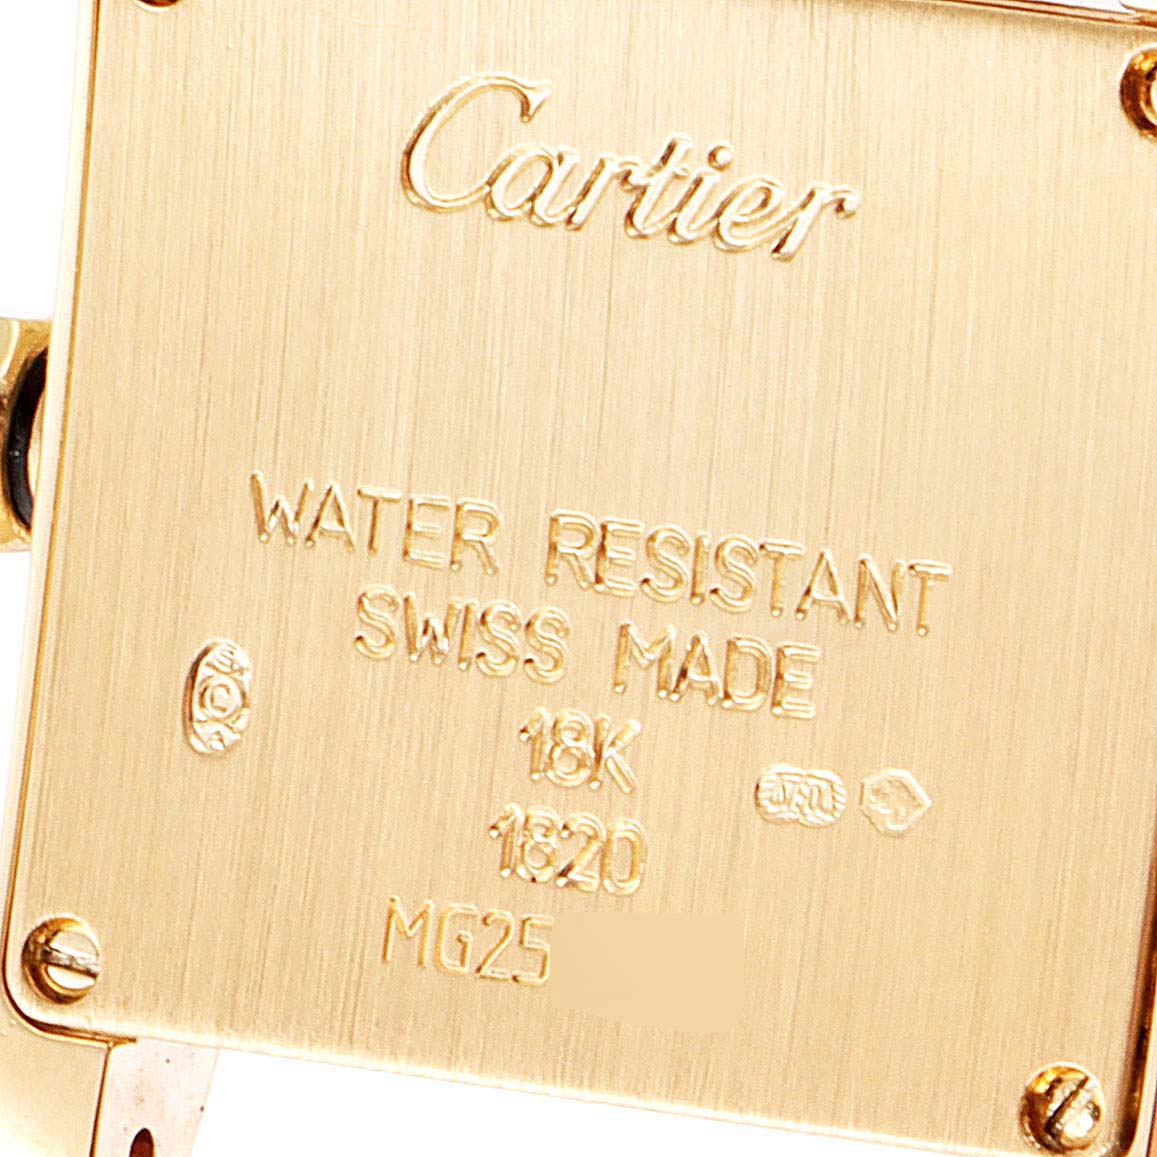 Cartier
WATER RESISTANT
SWISS MADE
18K
1820
MG25